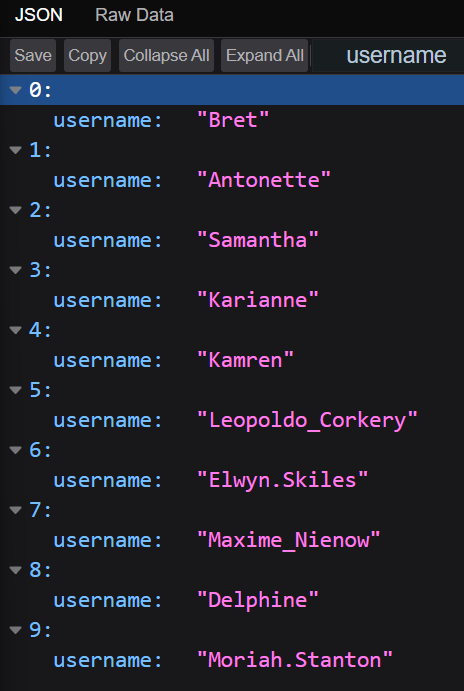 JSON Raw Data
Save Copy Collapse All Expand All username
0:
username: "Bret"
1:
username: "Antonette"
2:
username: "Samantha"
3:
username: "Karianne"
4:
username: "Kamren"
5:
username: "Leopoldo_Corkery"
6:
username: "Elwyn.Skiles"
7:
username: "Maxime_Nienow"
8:
username: "Delphine"
9:
username: "Moriah.Stanton"